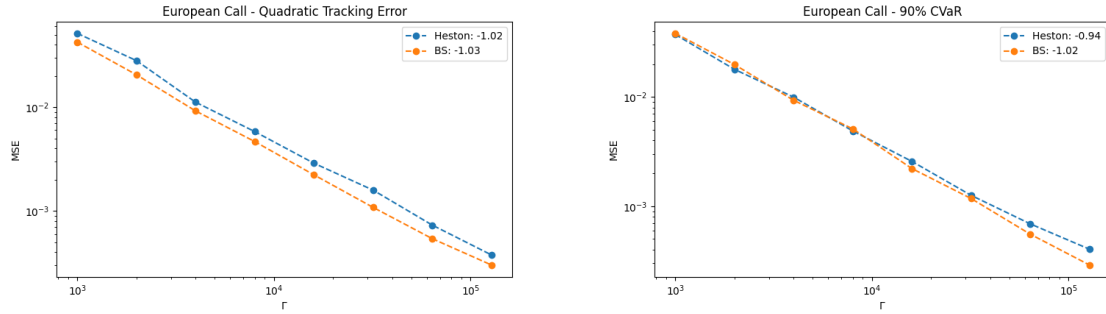 European Call - Quadratic Tracking Error
Heston: -1.02
BS: -1.03
MSE
10⁻²
10⁻³
10³
10⁴
10⁵
Γ
European Call - 90% CVaR
Heston: -0.94
BS: -1.02
MSE
10⁻²
10⁻³
10³
10⁴
10⁵
Γ